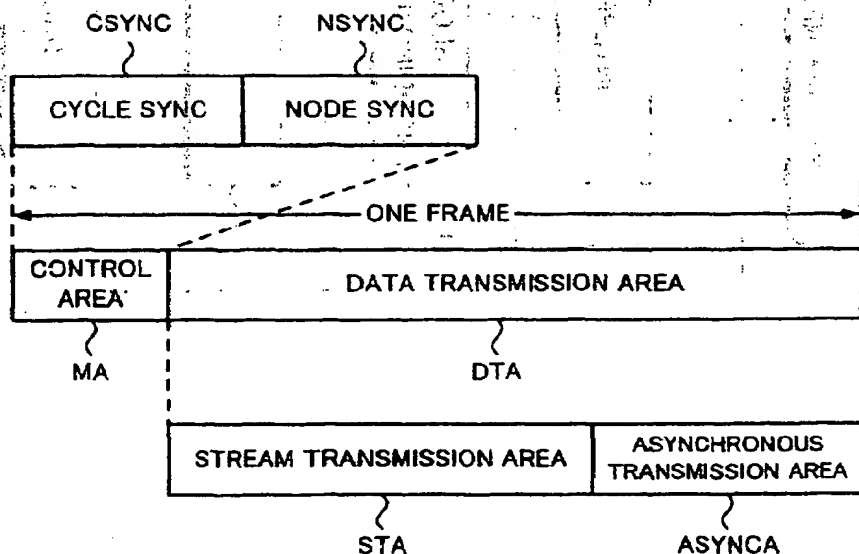 CSYNC NSYNC
CYCLE SYNC NODE SYNC
ONE FRAME
CONTROL
AREA
DATA TRANSMISSION AREA
MA DTA
STREAM TRANSMISSION AREA
ASYNCHRONOUS
TRANSMISSION AREA
STA ASYNCA